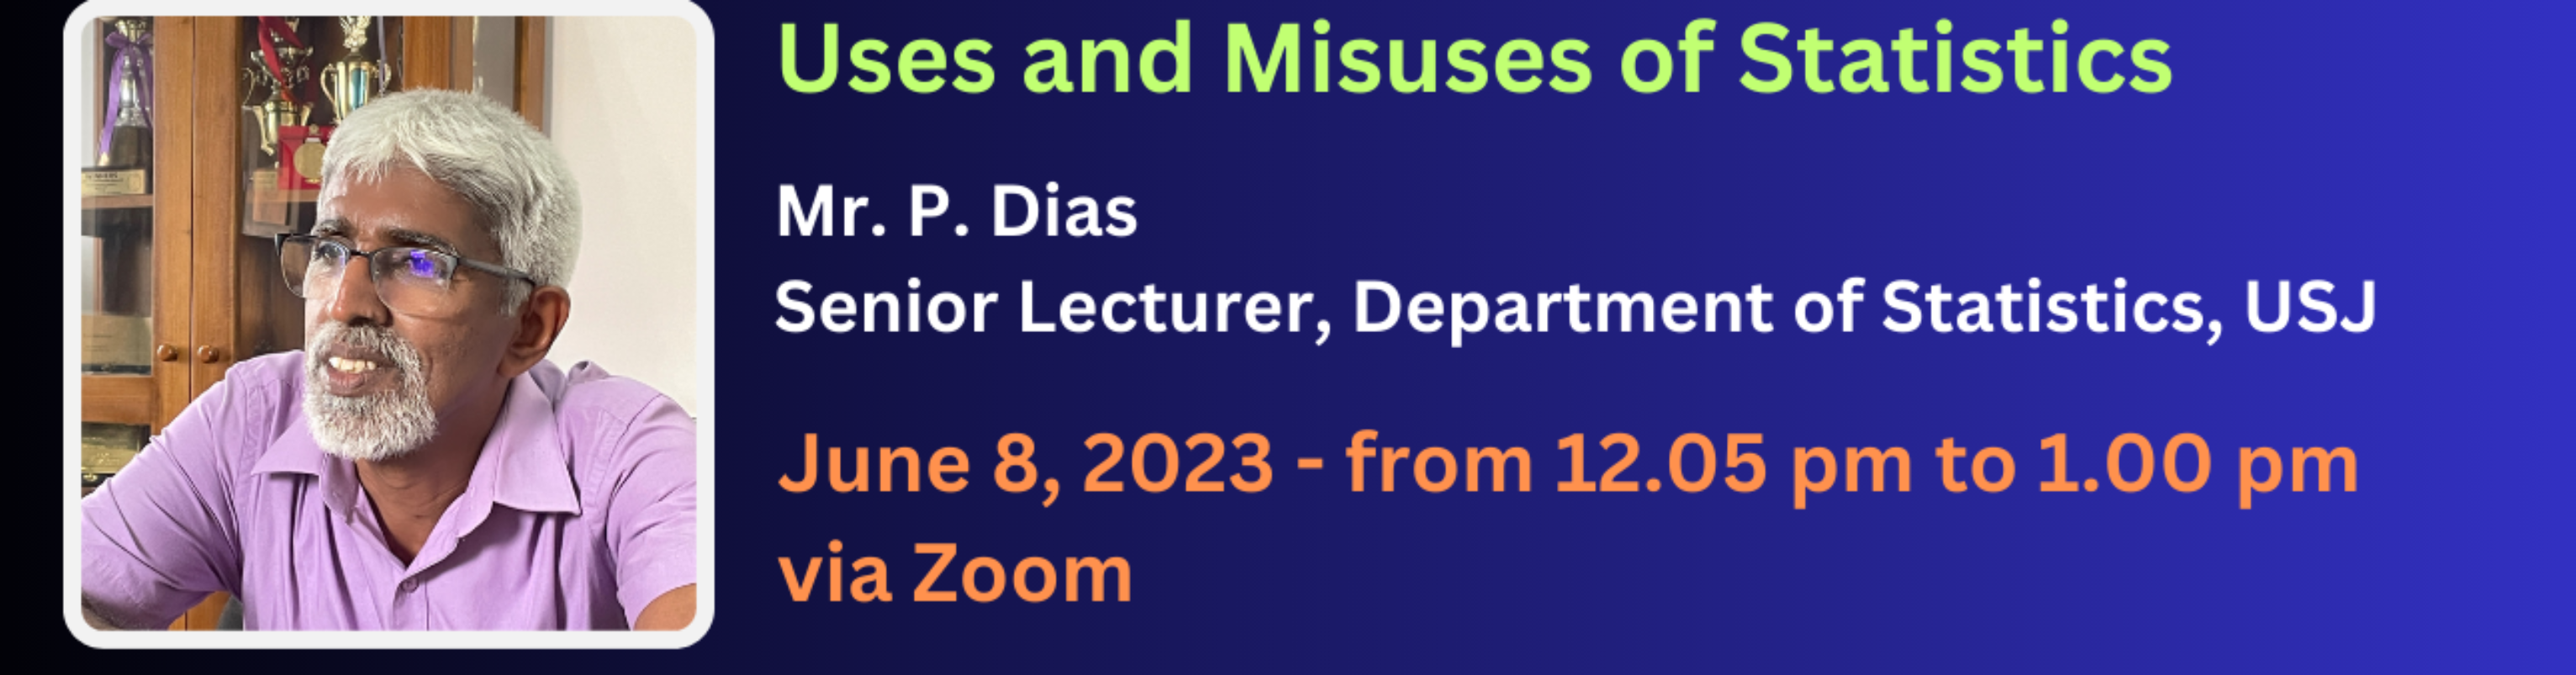 Uses and Misuses of Statistics
Mr. P. Dias
Senior Lecturer, Department of Statistics, USJ
June 8, 2023 - from 12.05 pm to 1.00 pm
via Zoom